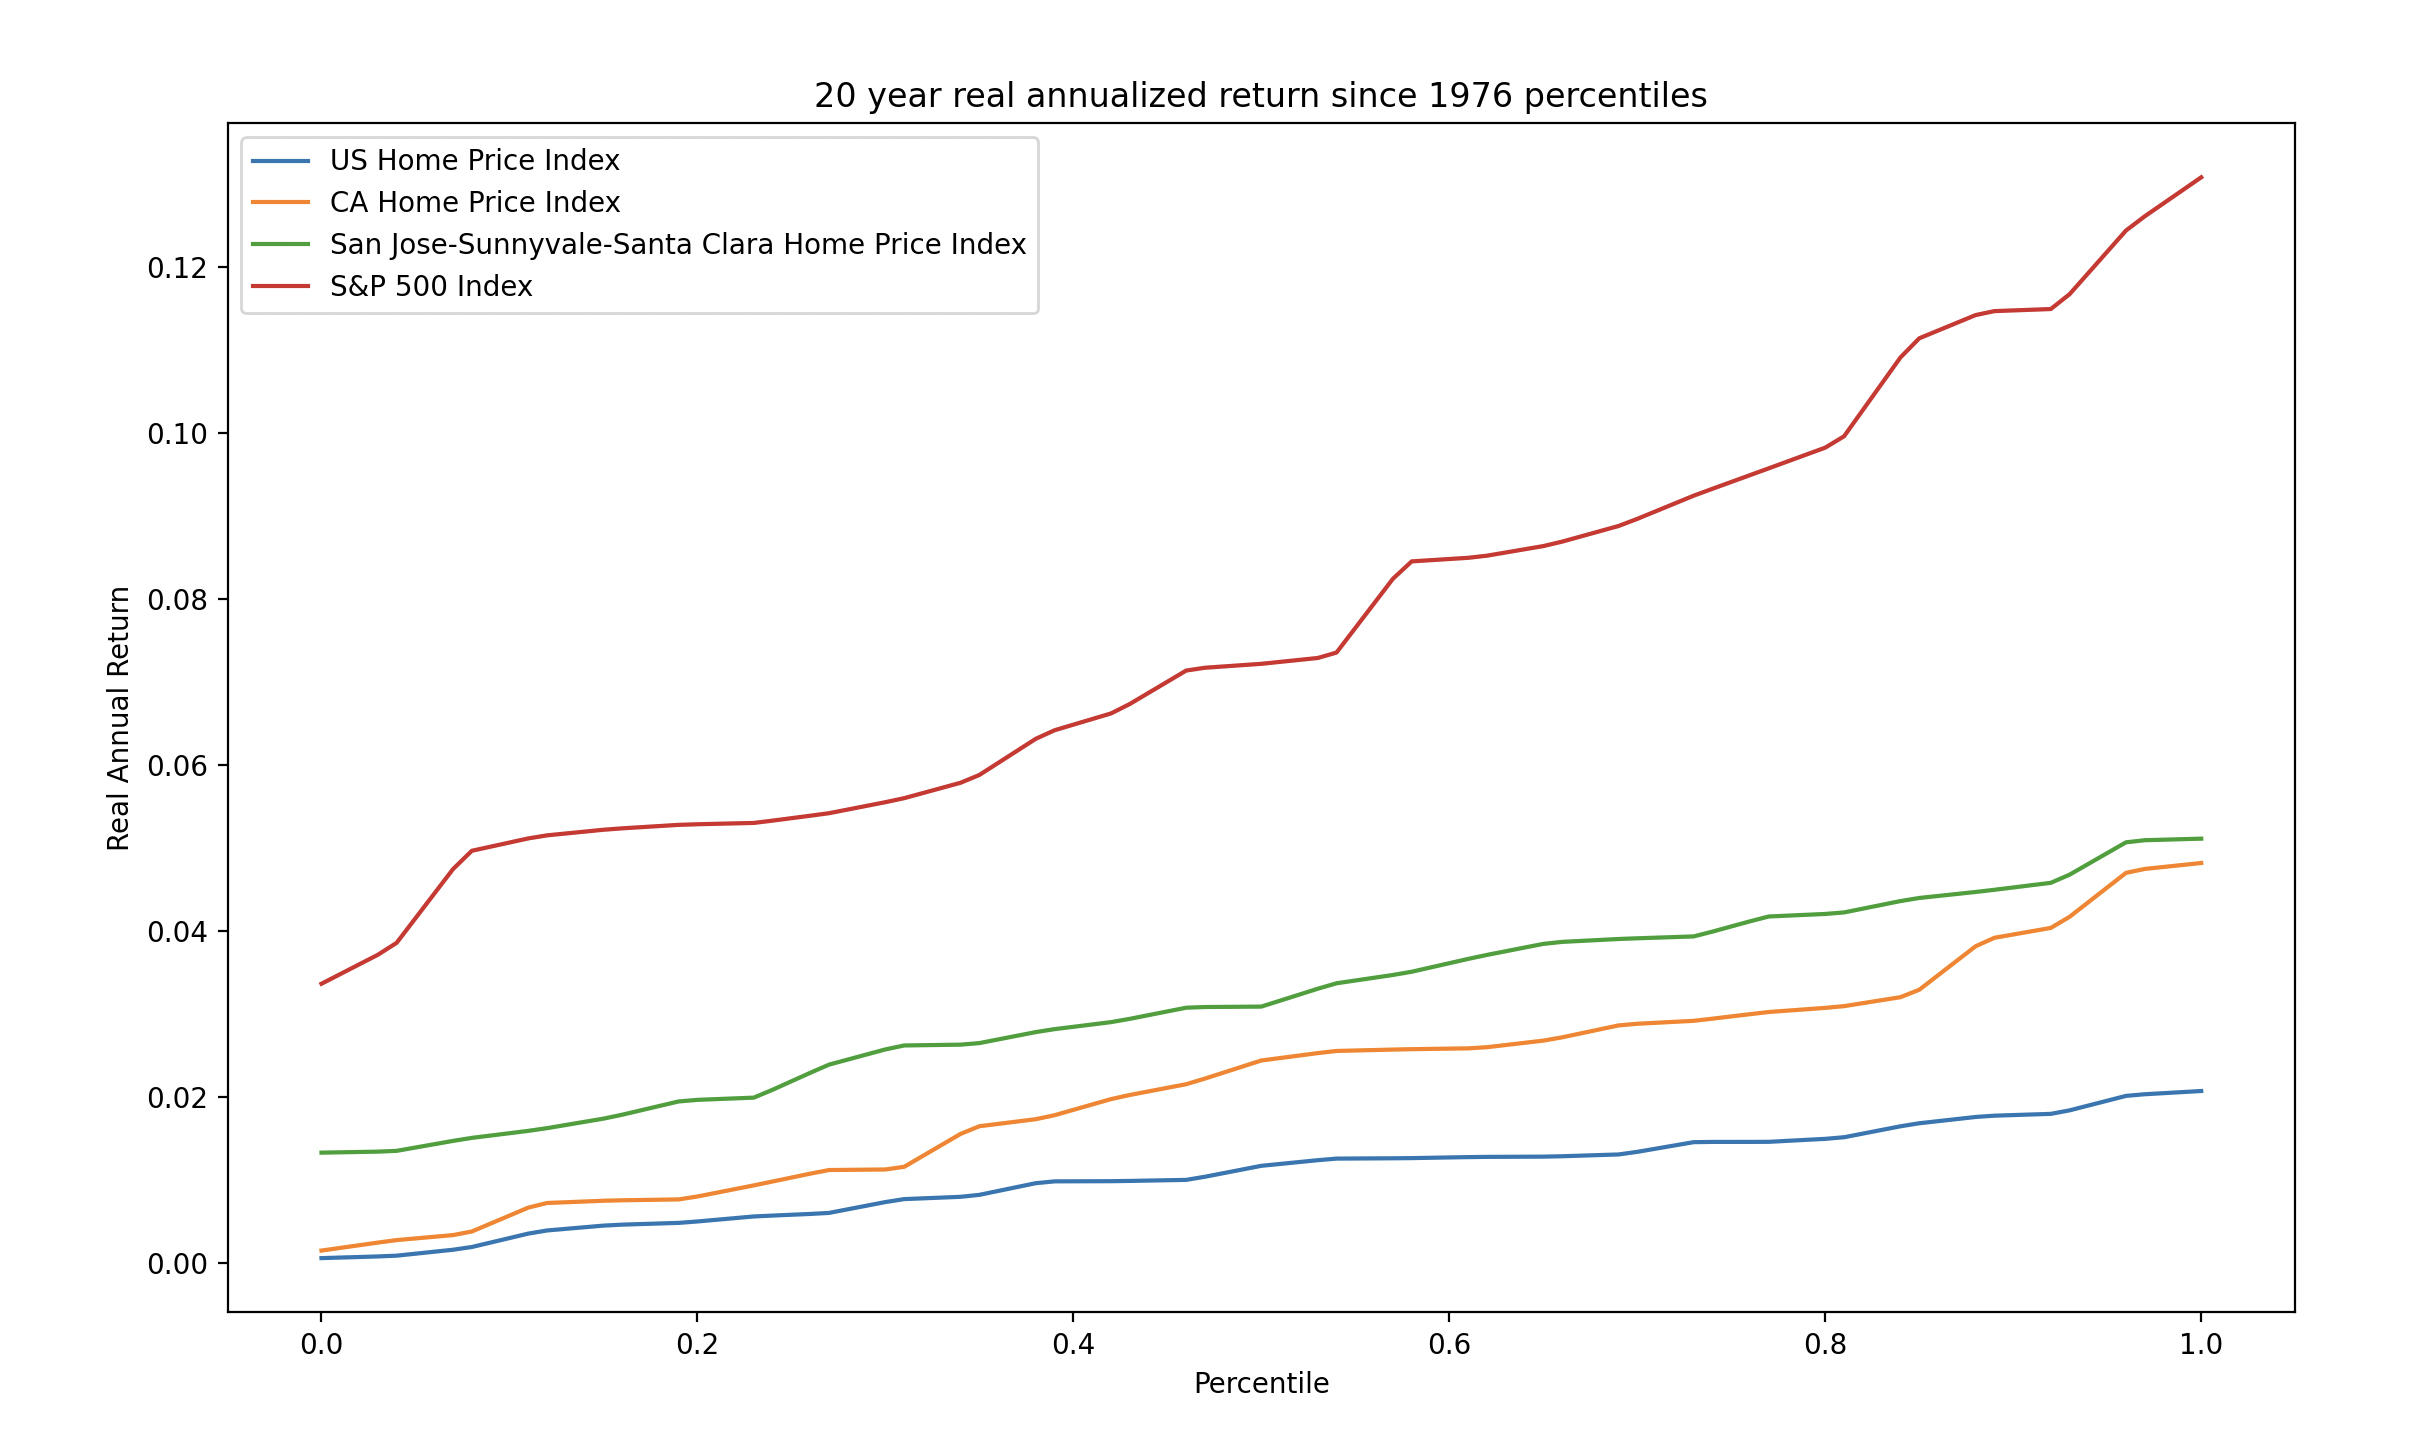 20 year real annualized return since 1976 percentiles
US Home Price Index
CA Home Price Index
San Jose-Sunnyvale-Santa Clara Home Price Index
S&P 500 Index
0.12
0.10
0.08
0.06
0.04
0.02
0.00
Real Annual Return
0.0 0.2 0.4 0.6 0.8 1.0
Percentile